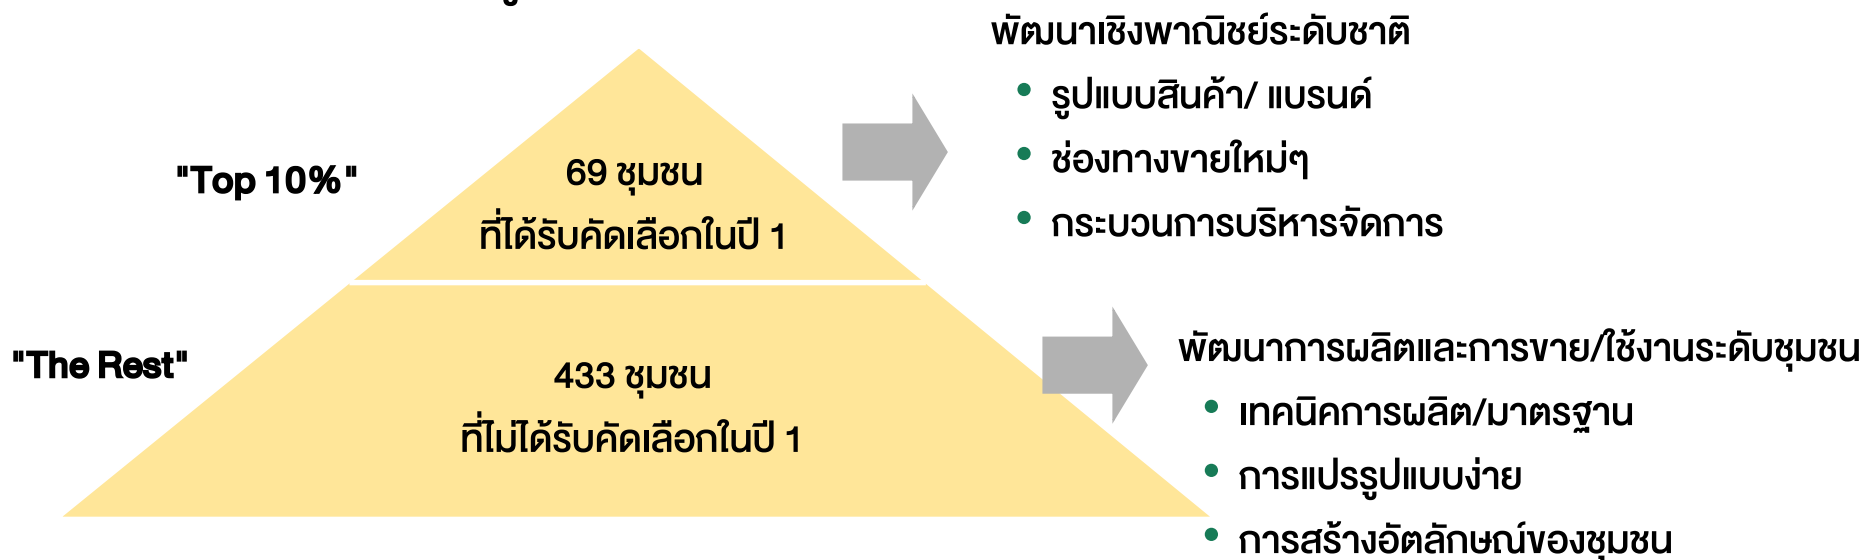 พัฒนาเชิงพาณิชย์ระดับชาติ
• รูปแบบสินค้า/ แบรนด์
• ช่องทางขายใหม่ๆ
• กระบวนการบริหารจัดการ
"Top 10%"
69 ชุมชน
ที่ได้รับคัดเลือกในปี 1
"The Rest"
433 ชุมชน
ที่ไม่ได้รับคัดเลือกในปี 1
พัฒนาการผลิตและการขาย/ใช้งานระดับชุมชน
• เทคนิคการผลิต/มาตรฐาน
• การแปรรูปแบบง่าย
• การสร้างอัตลักษณ์ของชุมชน